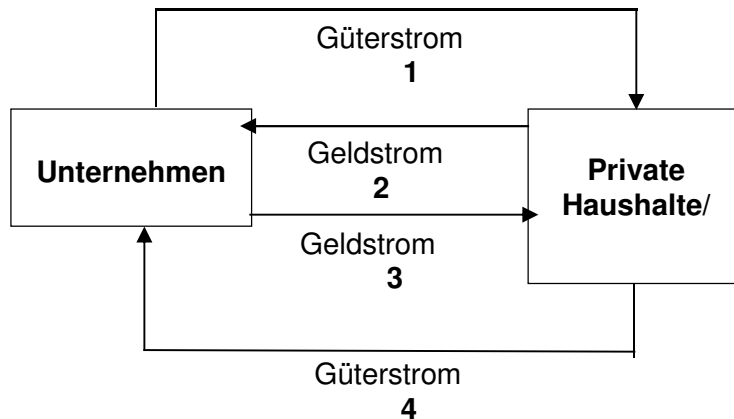 Güterstrom
1
Unternehmen
Geldstrom
2
Private
Haushalte/
Geldstrom
3
Güterstrom
4